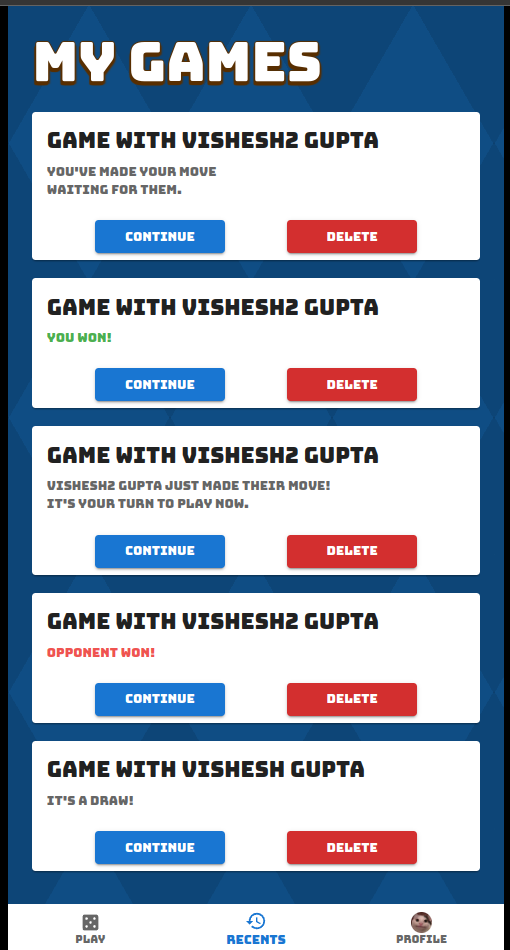 MY GAMES
GAME WITH VISHESH2 GUPTA
YOU'VE MADE YOUR MOVE
WAITING FOR THEM.
CONTINUE
DELETE
GAME WITH VISHESH2 GUPTA
YOU WON!
CONTINUE
DELETE
GAME WITH VISHESH2 GUPTA
VISHESH2 GUPTA JUST MADE THEIR MOVE!
IT'S YOUR TURN TO PLAY NOW.
CONTINUE
DELETE
GAME WITH VISHESH2 GUPTA
OPPONENT WON!
CONTINUE
DELETE
GAME WITH VISHESH GUPTA
IT'S A DRAW!
CONTINUE
DELETE
PLAY
RECENTS
PROFILE